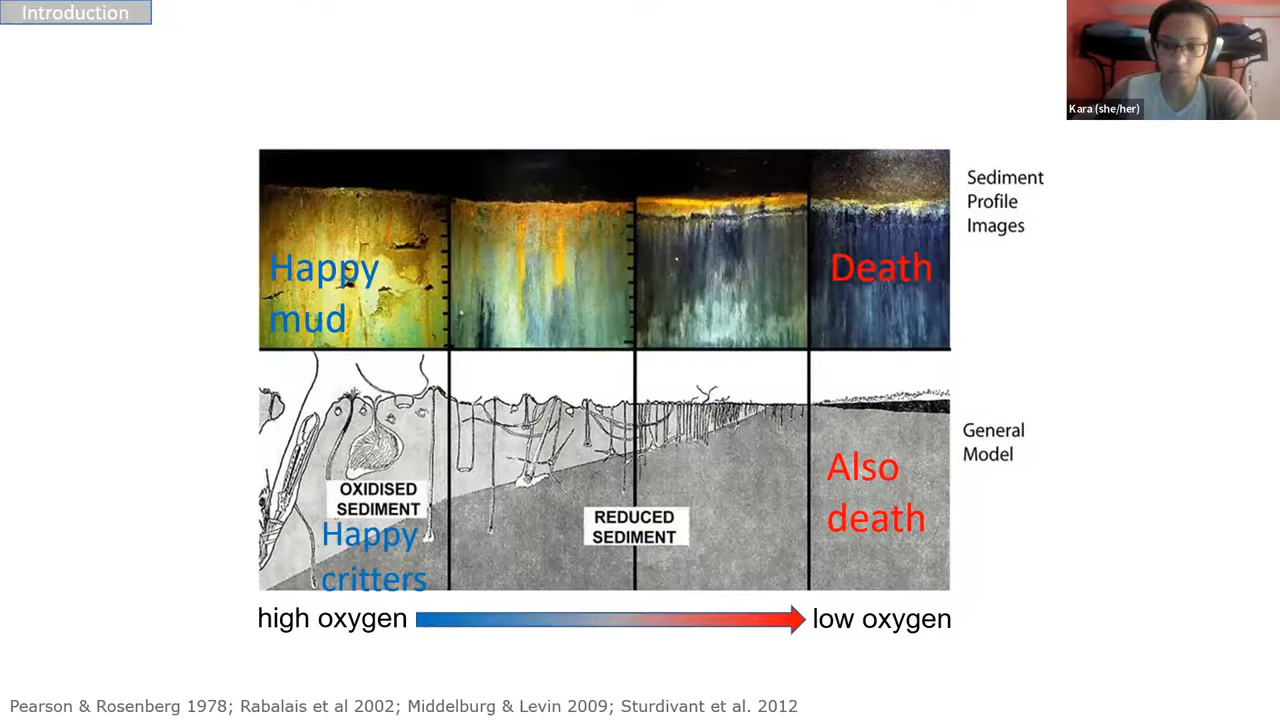 Introduction
Kara (she/her)
Sediment
Profile
Images
Happy
mud
Death
General
Model
OXIDISED
SEDIMENT
Happy
critters
REDUCED
SEDIMENT
Also
death
high oxygen
low oxygen
Pearson & Rosenberg 1978; Rabalais et al 2002; Middelburg & Levin 2009; Sturdivant et al. 2012